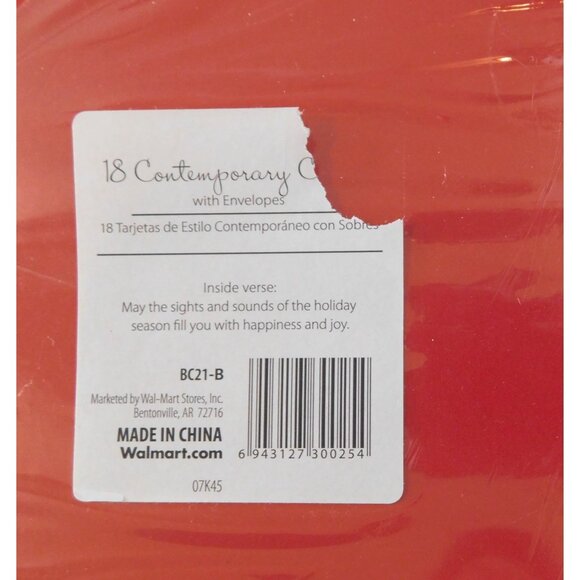 18 Contemporary C
with Envelopes
18 Tarjetas de Estilo Contemporáneo con Sobres
Inside verse:
May the sights and sounds of the holiday
season fill you with happiness and joy.
BC21-B
Marketed by Wal-Mart Stores, Inc.
Bentonville, AR 72716
MADE IN CHINA
Walmart.com
07K45
6 943127 300254